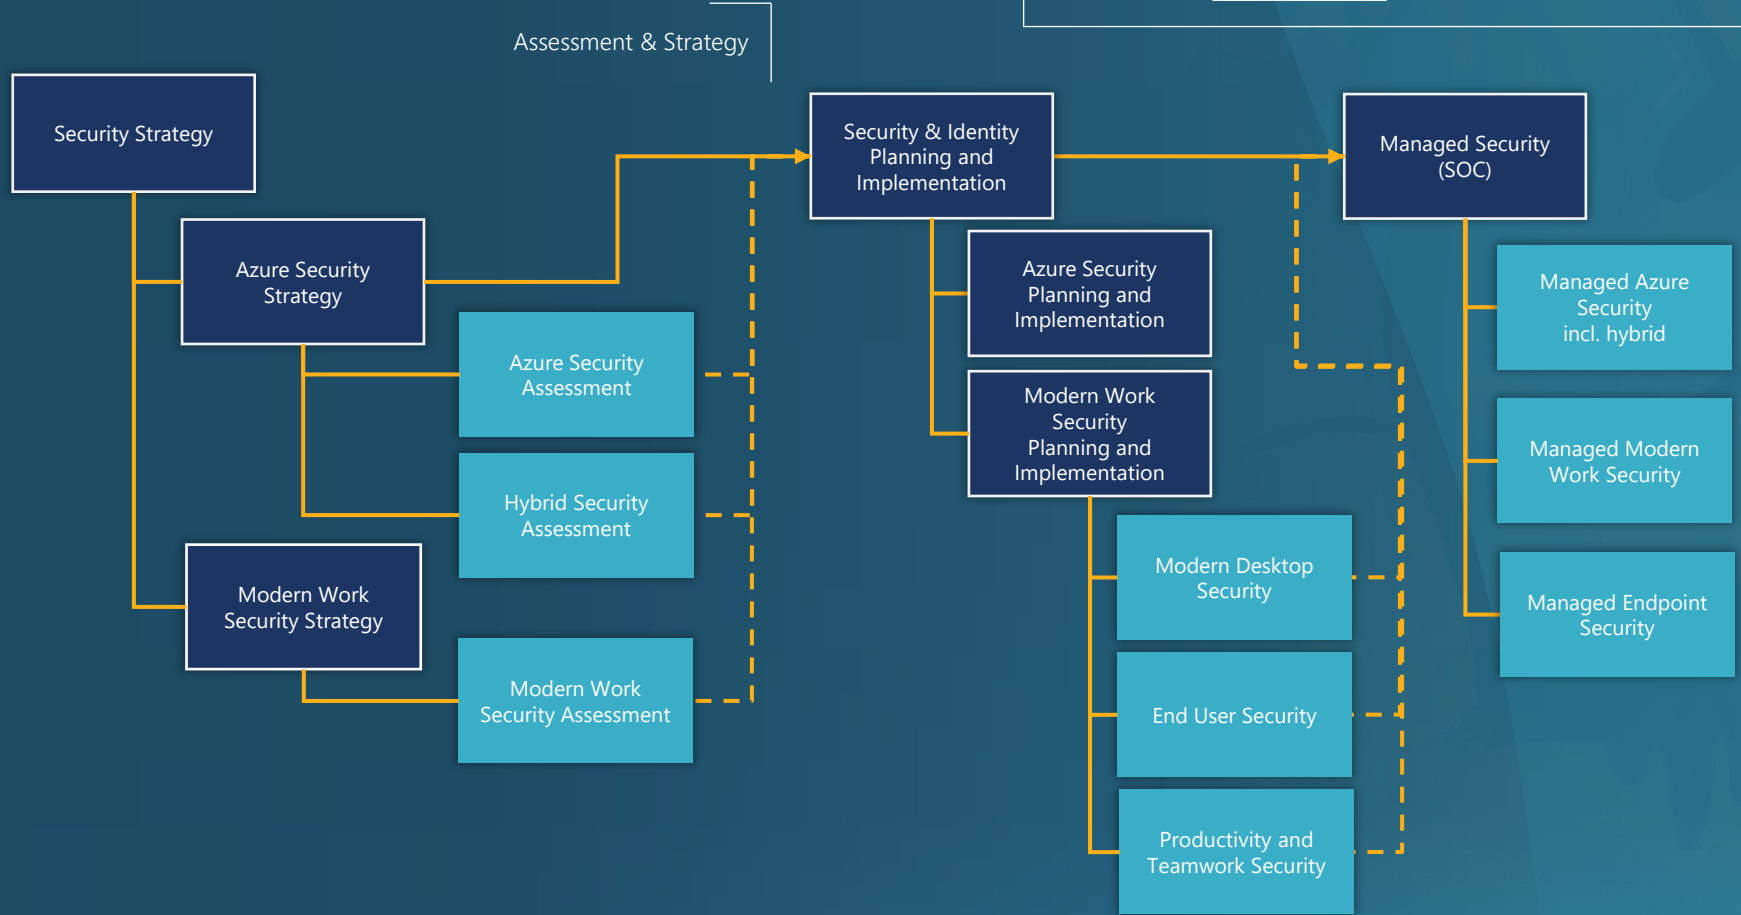 Assessment & Strategy
Security Strategy
Azure Security
Strategy
Azure Security
Assessment
Hybrid Security
Assessment
Modern Work
Security Strategy
Modern Work
Security Assessment
Security & Identity
Planning and
Implementation
Azure Security
Planning and
Implementation
Modern Work
Security
Planning and
Implementation
Modern Desktop
Security
End User Security
Productivity and
Teamwork Security
Managed Security
(SOC)
Managed Azure
Security
incl. hybrid
Managed Modern
Work Security
Managed Endpoint
Security